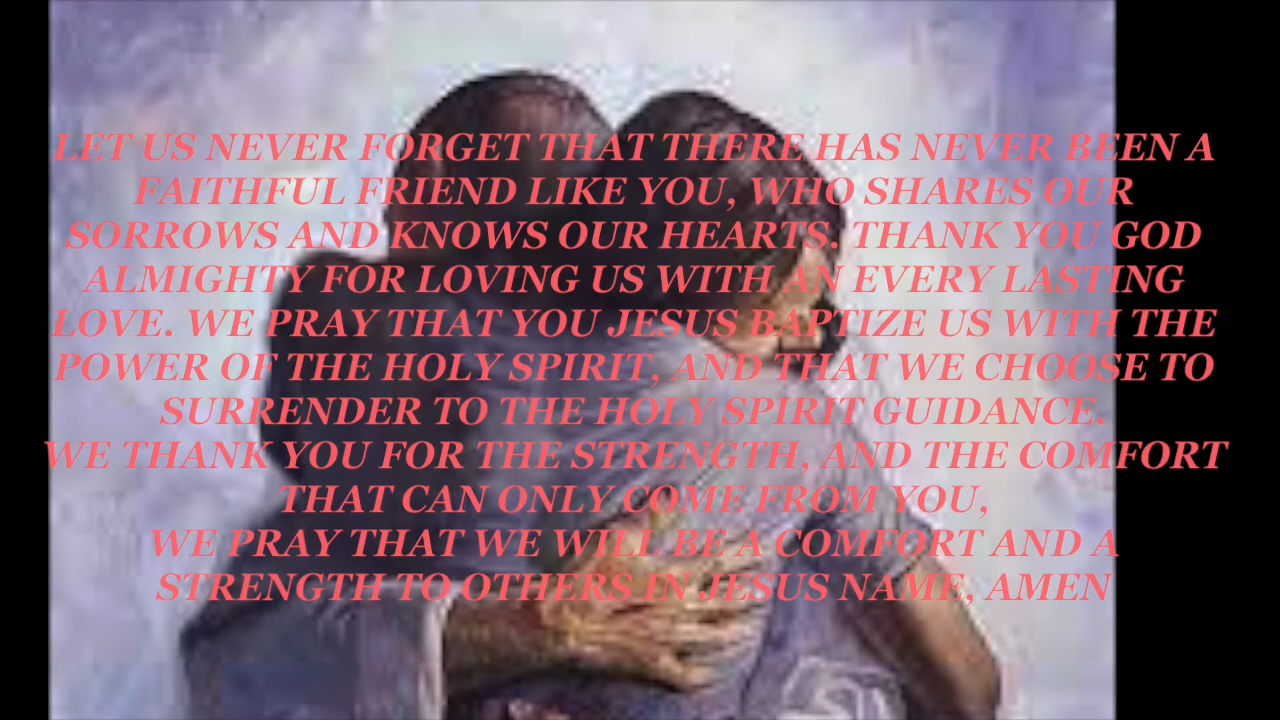 LET US NEVER FORGET THAT THERE HAS NEVER BEEN A
FAITHFUL FRIEND LIKE YOU, WHO SHARES OUR
SORROWS AND KNOWS OUR HEARTS. THANK YOU GOD
ALMIGHTY FOR LOVING US WITH AN EVERY LASTING
LOVE. WE PRAY THAT YOU JESUS BAPTIZE US WITH THE
POWER OF THE HOLY SPIRIT, AND THAT WE CHOOSE TO
SURRENDER TO THE HOLY SPIRIT GUIDANCE.
WE THANK YOU FOR THE STRENGTH, AND THE COMFORT
THAT CAN ONLY COME FROM YOU,
WE PRAY THAT WE WILL BE A COMFORT AND A
STRENGTH TO OTHERS IN JESUS NAME, AMEN